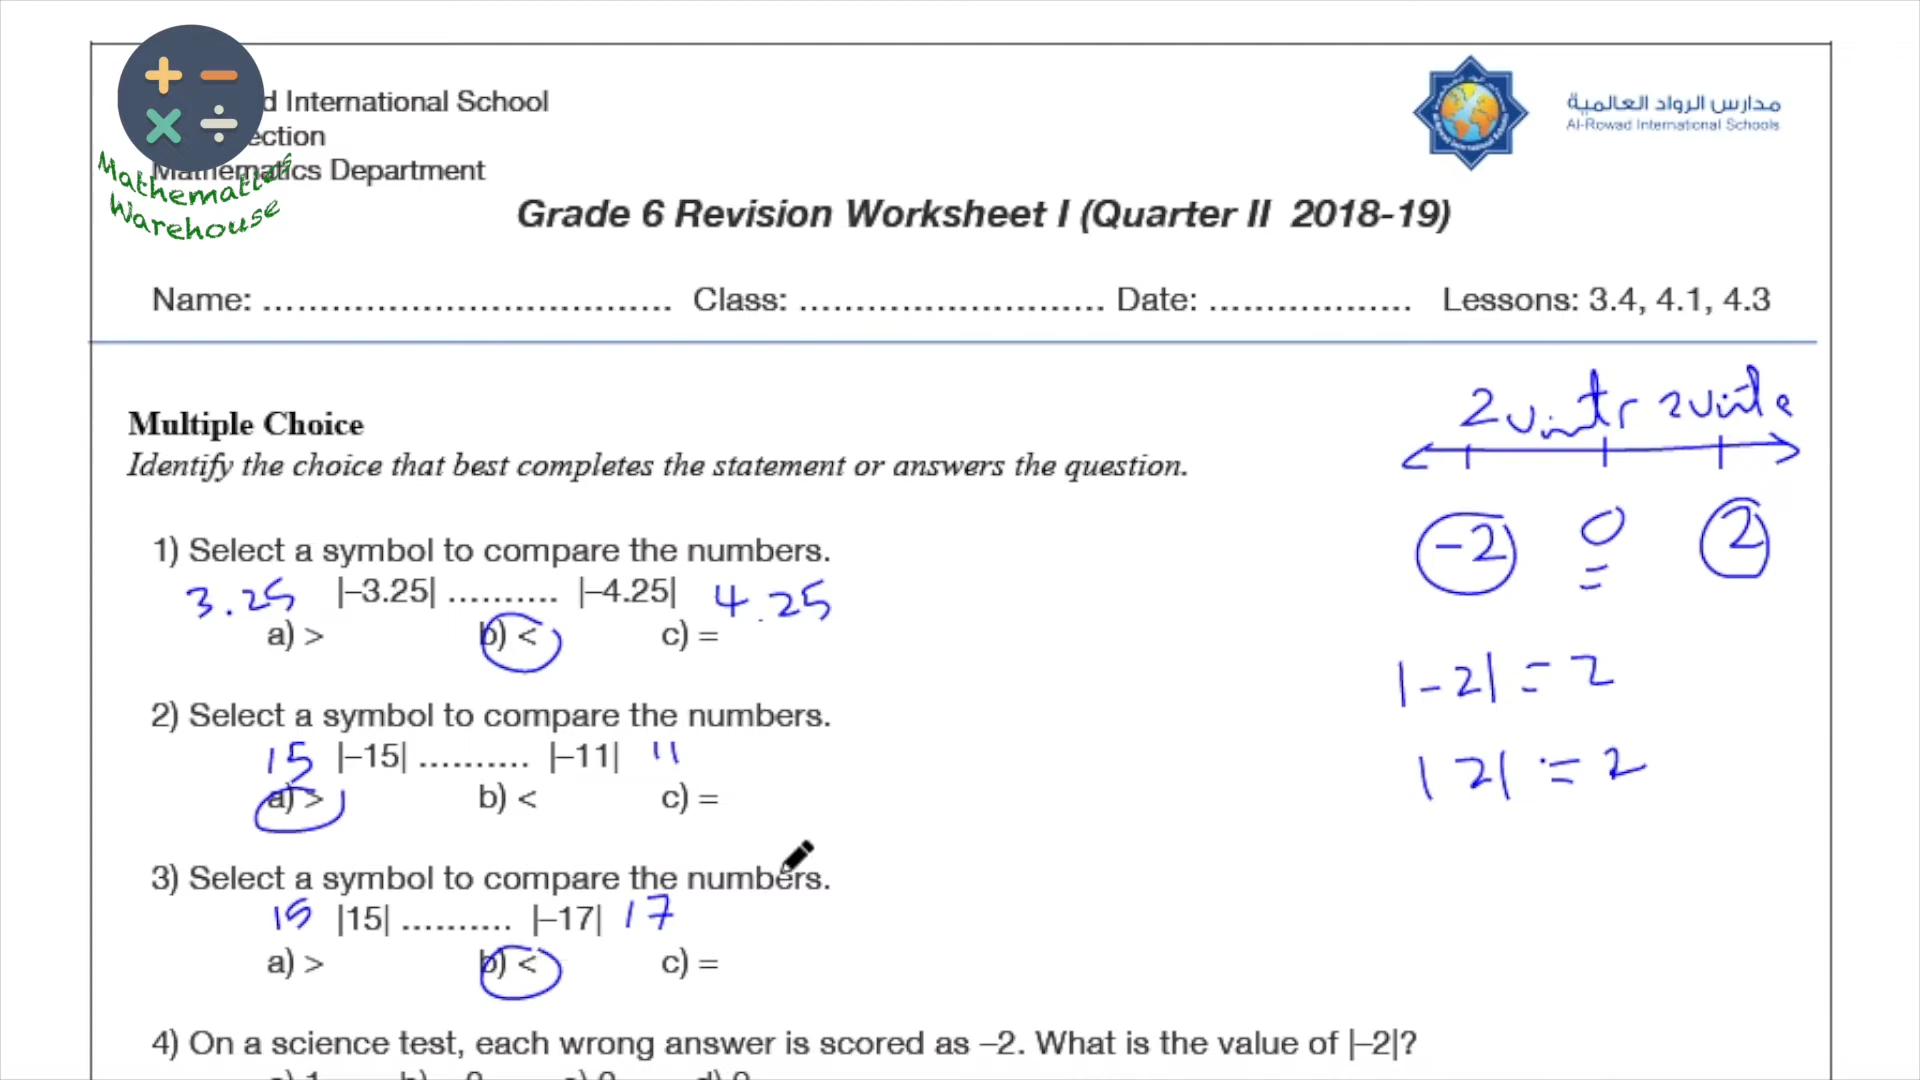 d International School
ection
Mathematics Department
Mathematics
Warehouse
مدارس الرواد العالمية
Al-Rowad International Schools
Grade 6 Revision Worksheet I (Quarter II 2018-19)
Name: .................................... Class: ........................... Date: .................. Lessons: 3.4, 4.1, 4.3
Multiple Choice
Identify the choice that best completes the statement or answers the question.
2 units 2 units
-2 0 2
=
1) Select a symbol to compare the numbers.
3.25 |–3.25| .......... |–4.25| 4.25
a) > b) < c) =
|-2| = 2
2) Select a symbol to compare the numbers.
15 |–15| .......... |–11| 11
a) > b) < c) =
|2| = 2
3) Select a symbol to compare the numbers.
15 |15| .......... |–17| 17
a) > b) < c) =
4) On a science test, each wrong answer is scored as –2. What is the value of |–2|?